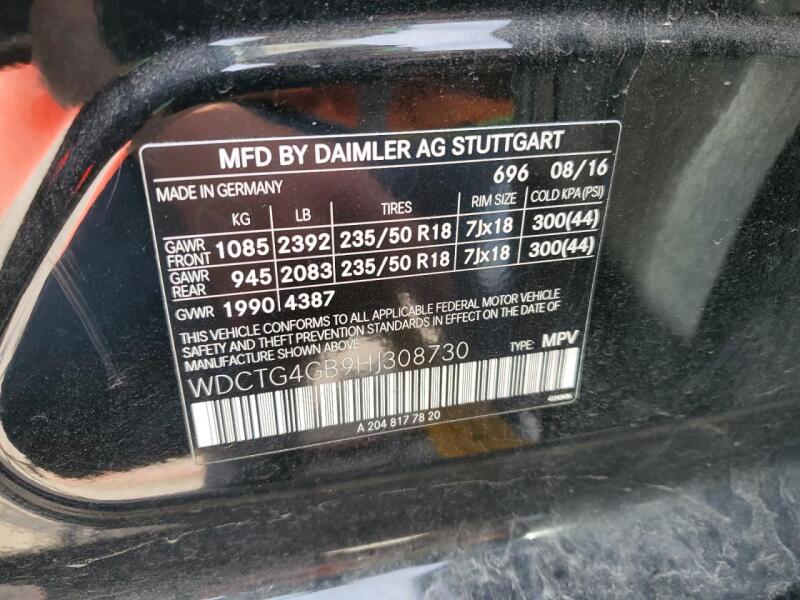 MFD BY DAIMLER AG STUTTGART
696 08/16
MADE IN GERMANY
KG LB TIRES RIM SIZE COLD KPA (PSI)
GAWR FRONT 1085 2392 235/50 R18 7Jx18 300(44)
GAWR REAR 945 2083 235/50 R18 7Jx18 300(44)
GVWR 1990 4387
THIS VEHICLE CONFORMS TO ALL APPLICABLE FEDERAL MOTOR VEHICLE
SAFETY AND THEFT PREVENTION STANDARDS IN EFFECT ON THE DATE OF
MANUFACTURE SHOWN ABOVE.
WDCTG4GB9HJ308730 TYPE: MPV
A 204 817 78 20